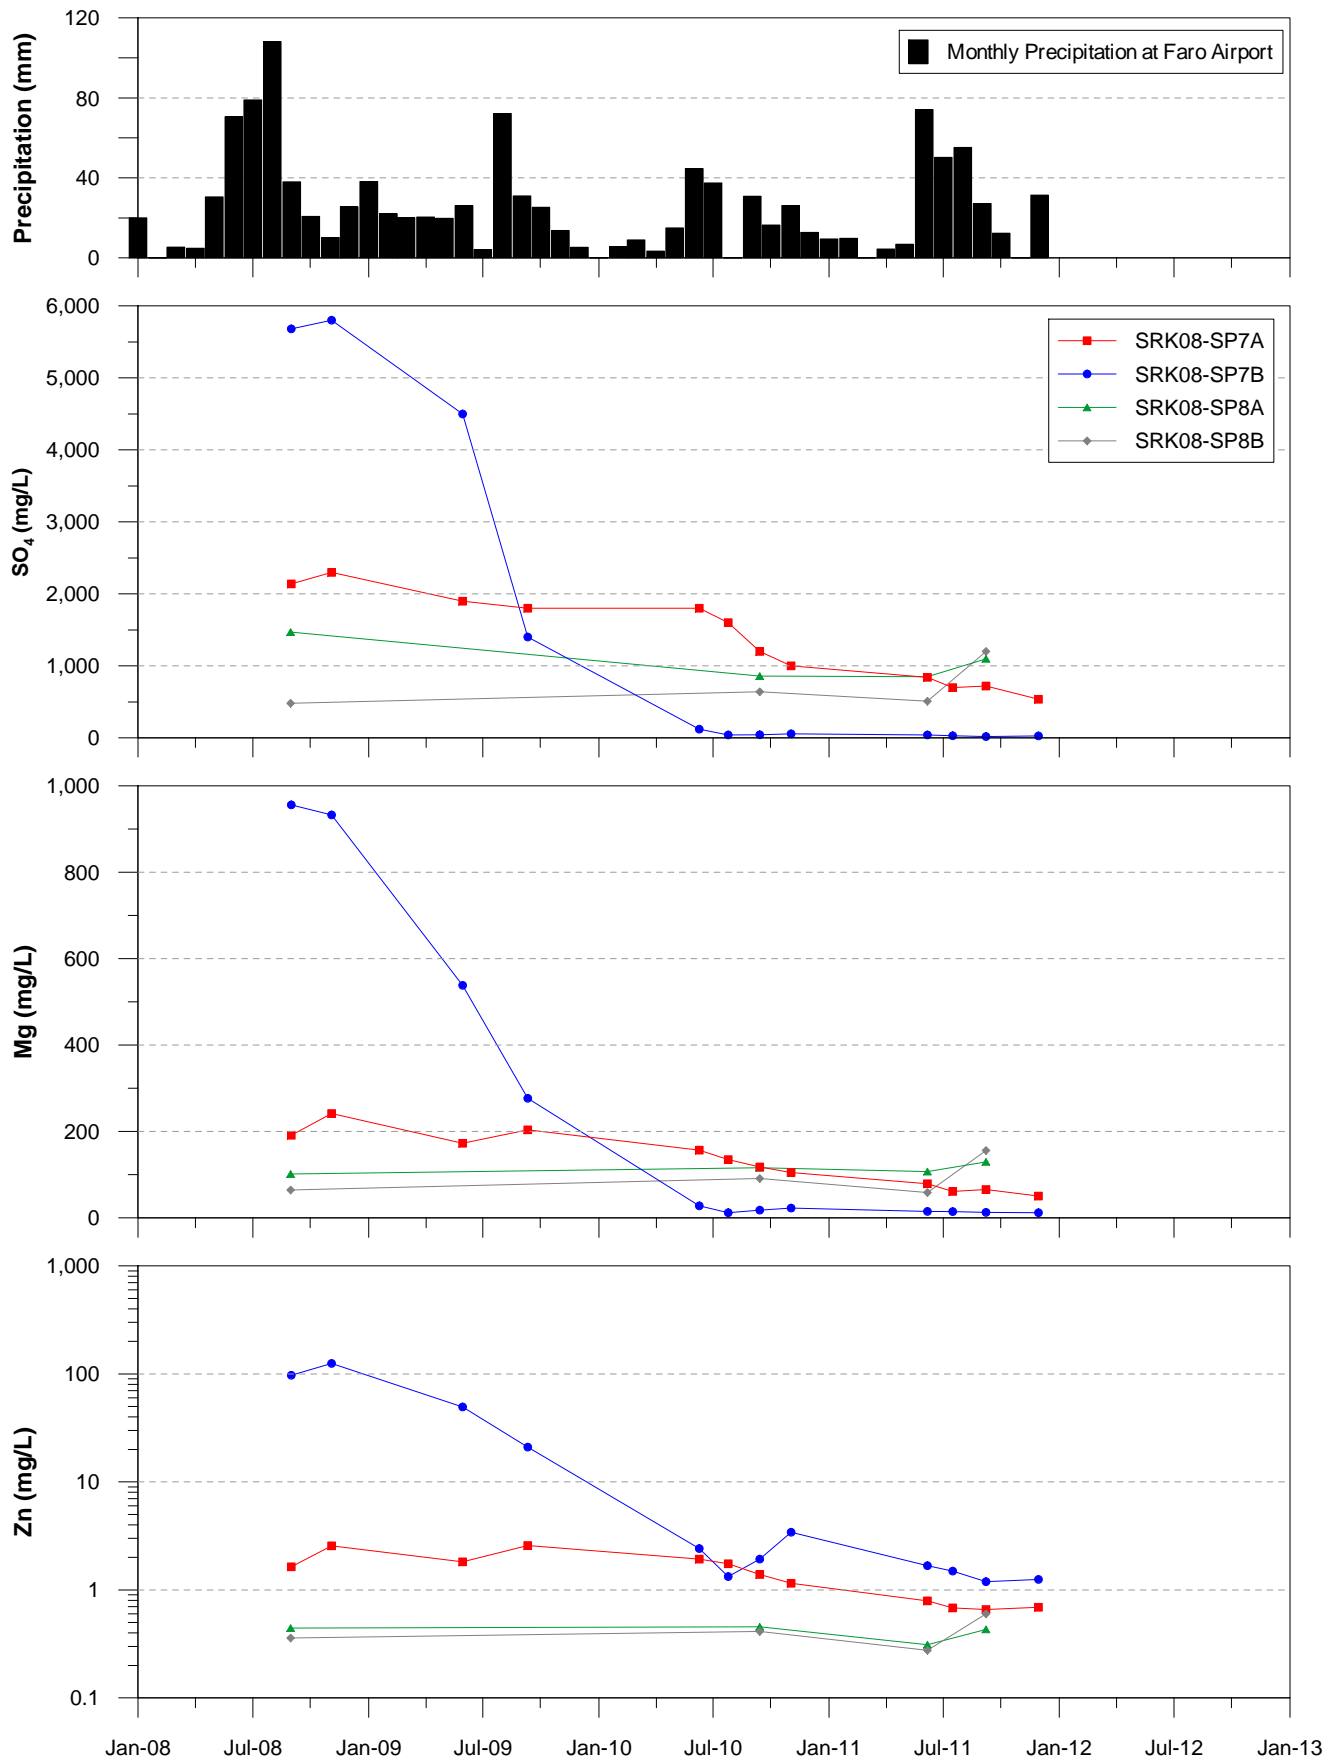 120
80
40
0
Precipitation (mm)
Monthly Precipitation at Faro Airport
6,000
5,000
4,000
3,000
2,000
1,000
0
SO₄ (mg/L)
SRK08-SP7A
SRK08-SP7B
SRK08-SP8A
SRK08-SP8B
1,000
800
600
400
200
0
Mg (mg/L)
1,000
100
10
1
0.1
Zn (mg/L)
Jan-08 Jul-08 Jan-09 Jul-09 Jan-10 Jul-10 Jan-11 Jul-11 Jan-12 Jul-12 Jan-13